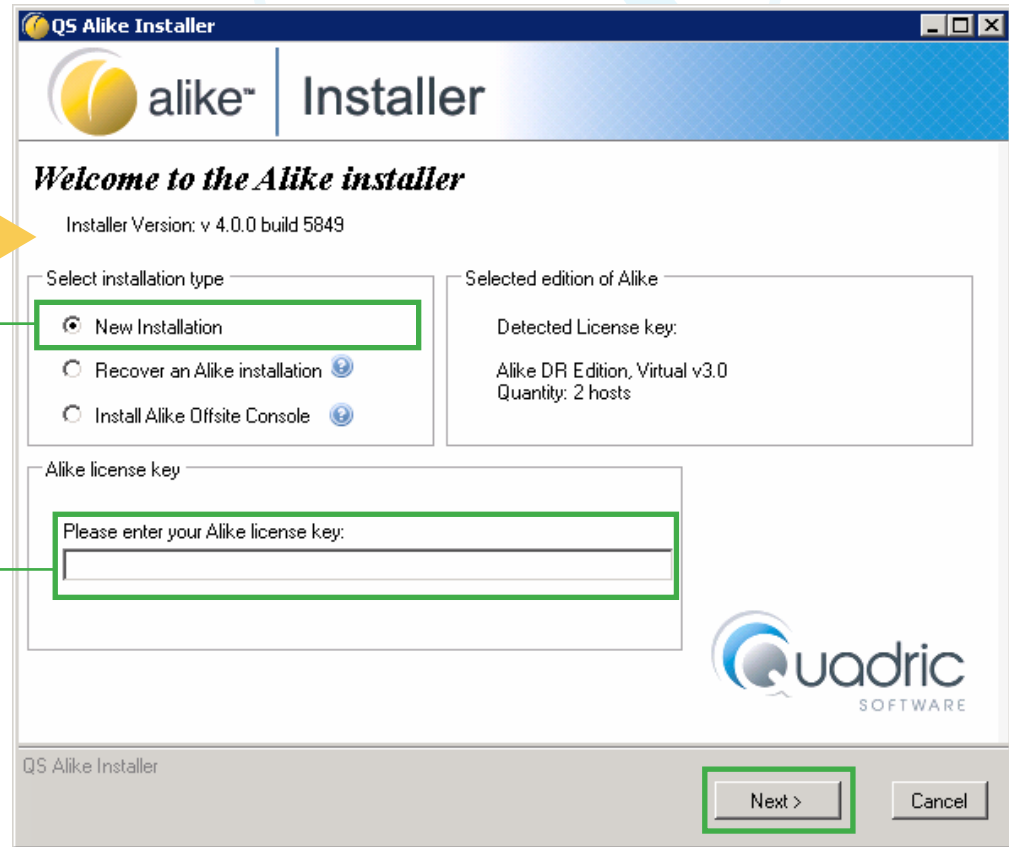 QS Alike Installer
alike™ Installer
Welcome to the Alike installer
Installer Version: v 4.0.0 build 5849
Select installation type
New Installation
Recover an Alike installation
Install Alike Offsite Console
Selected edition of Alike
Detected License key:
Alike DR Edition, Virtual v3.0
Quantity: 2 hosts
Alike license key
Please enter your Alike license key:
Quadric
SOFTWARE
QS Alike Installer
Next >
Cancel